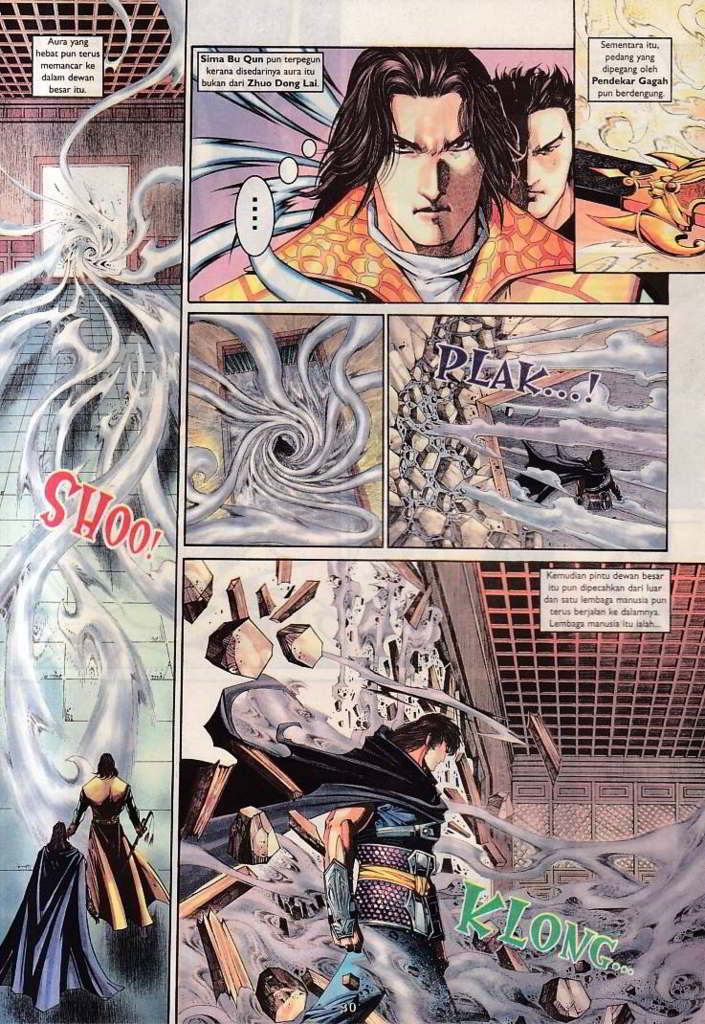 Aura yang
hebat pun terus
memancar ke
dalam dewan
besar itu.
Sima Bu Qun pun terpegun
kerana disedarinya aura itu
bukan dari Zhuo Dong Lai.
Sementara itu,
pedang yang
dipegang oleh
Pendekar Gagah
pun berdengung.
...
SHOO!
PLAK...!
Kemudian pintu dewan besar
itu pun dipecahkan dari luar
dan satu lembaga manusia pun
terus berjalan ke dalamnya.
Lembaga manusia itu ialah...
KLONG...
30